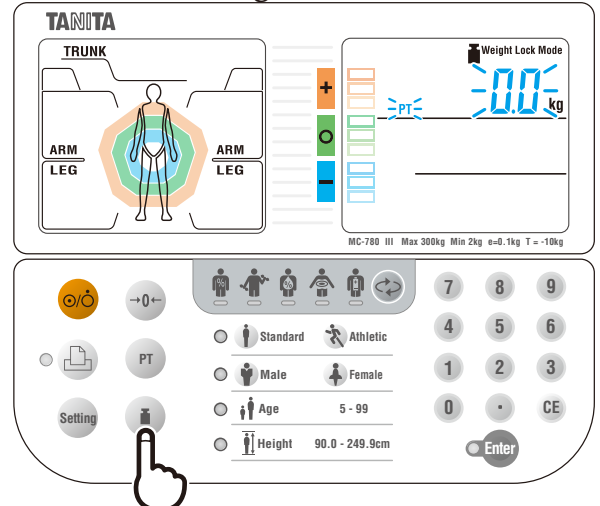 TANITA
TRUNK
ARM
LEG
ARM
LEG
+
O
−
Weight Lock Mode
PT
0.0 kg
MC-780 III Max 300kg Min 2kg e=0.1kg T = -10kg
→0←
PT
Setting
% %
Standard Athletic
Male Female
Age 5 - 99
Height 90.0 - 249.9cm
7 8 9
4 5 6
1 2 3
0 . CE
Enter